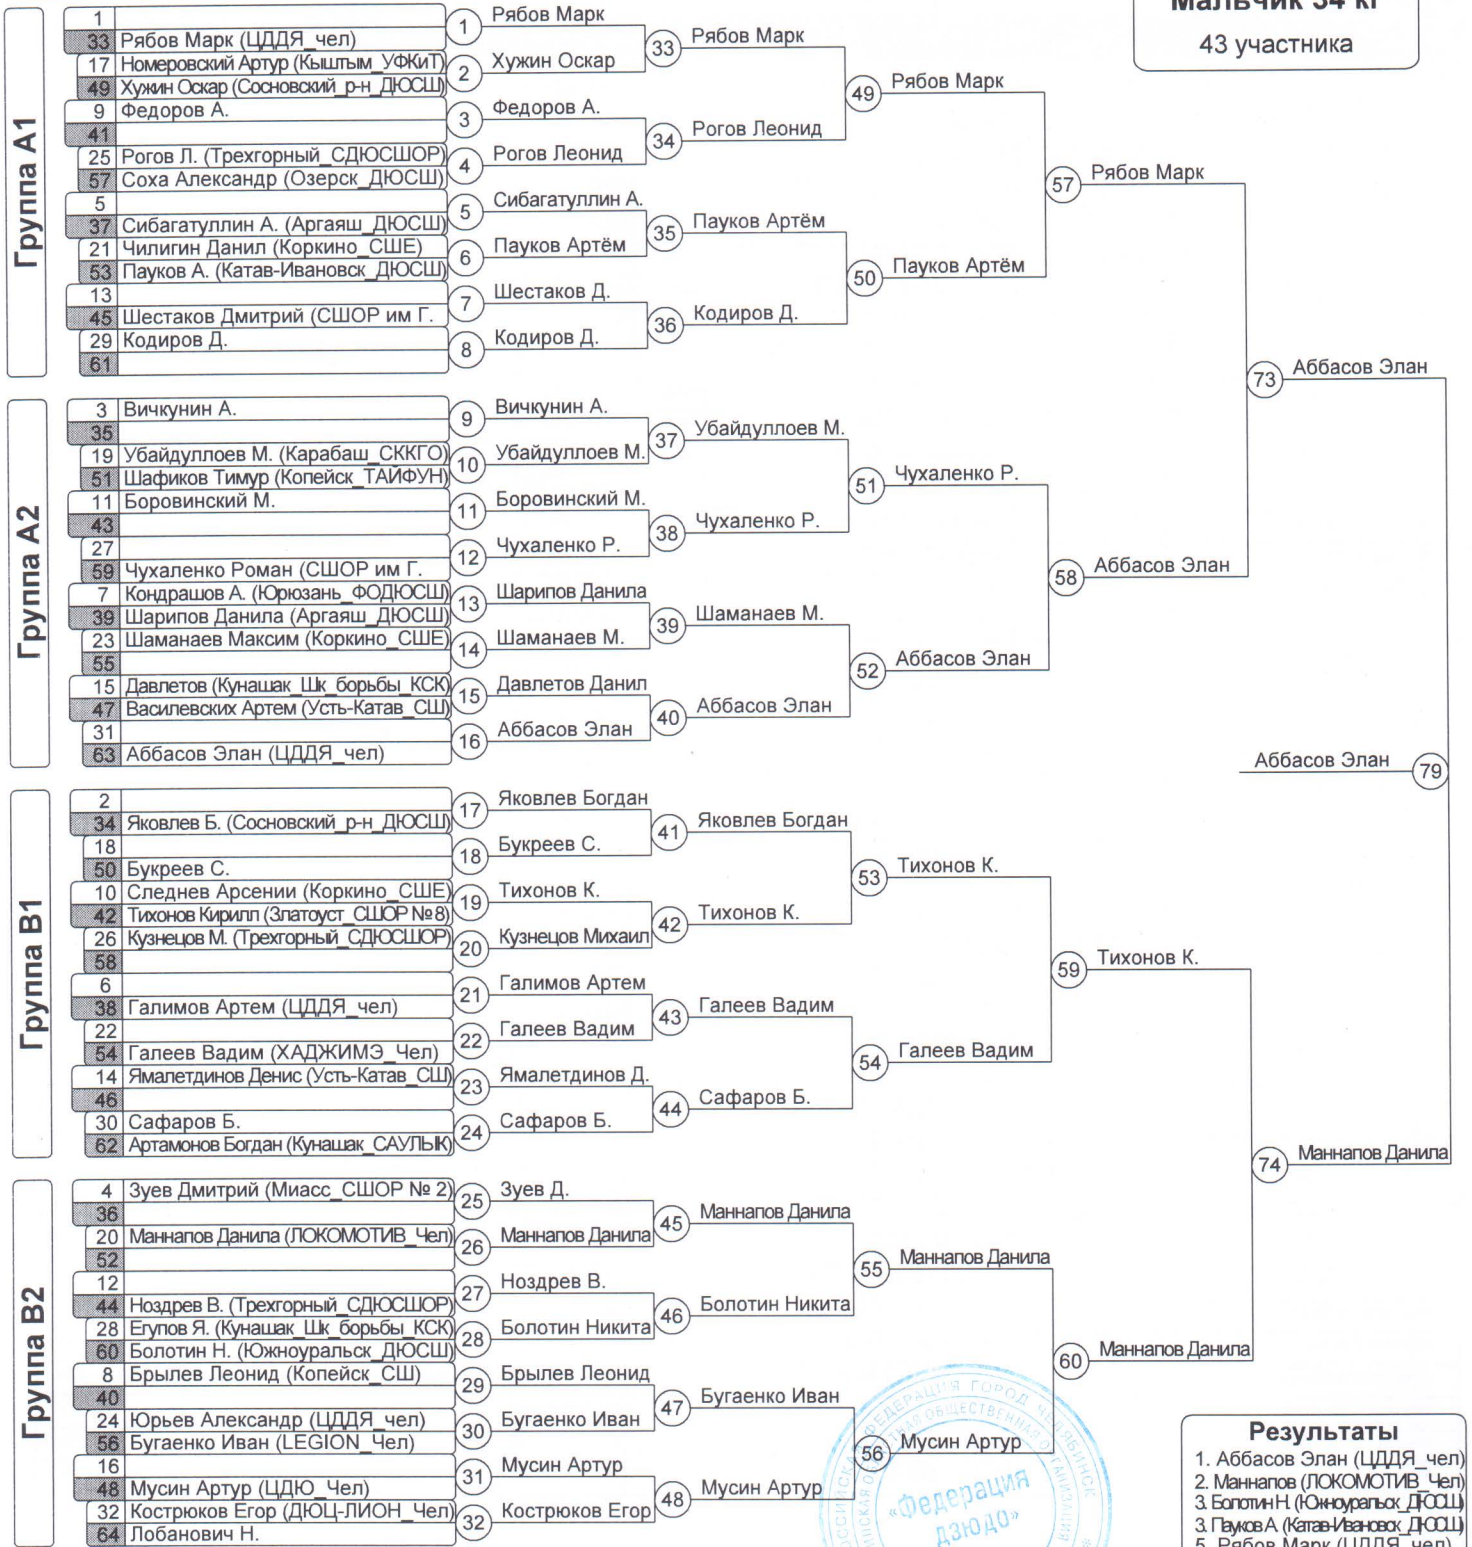 Мальчик 34 кг
43 участника
Группа А1
1
33 Рябов Марк (ЦДДЯ_чел)
17 Номеровский Артур (Кыштым_УФКиТ)
49 Хужин Оскар (Сосновский_р-н_ДЮСШ)
9 Федоров А.
41
25 Рогов Л. (Трехгорный_СДЮСШОР)
57 Соха Александр (Озерск_ДЮСШ)
5
37 Сибагатуллин А. (Аргаяш_ДЮСШ)
21 Чилигин Данил (Коркино_СШЕ)
53 Пауков А. (Катав-Ивановск_ДЮСШ)
13
45 Шестаков Дмитрий (СШОР им Г.
29 Кодиров Д.
61
1 Рябов Марк
2 Хужин Оскар
3 Федоров А.
4 Рогов Леонид
5 Сибагатуллин А.
6 Пауков Артём
7 Шестаков Д.
8 Кодиров Д.
33 Рябов Марк
34 Рогов Леонид
35 Пауков Артём
36 Кодиров Д.
49 Рябов Марк
50 Пауков Артём
57 Рябов Марк
Группа А2
3 Вичкунин А.
35
19 Убайдуллоев М. (Карабаш_СККГО)
51 Шафиков Тимур (Копейск_ТАЙФУН)
11 Боровинский М.
43
27
59 Чухаленко Роман (СШОР им Г.
7 Кондрашов А. (Юрюзань_ФОДЮСШ)
39 Шарипов Данила (Аргаяш_ДЮСШ)
23 Шаманаев Максим (Коркино_СШЕ)
55
15 Давлетов (Кунашак_Шк_борьбы_КСК)
47 Василевских Артем (Усть-Катав_СШ)
31
63 Аббасов Элан (ЦДДЯ_чел)
9 Вичкунин А.
10 Убайдуллоев М.
11 Боровинский М.
12 Чухаленко Р.
13 Шарипов Данила
14 Шаманаев М.
15 Давлетов Данил
16 Аббасов Элан
37 Убайдуллоев М.
38 Чухаленко Р.
39 Шаманаев М.
40 Аббасов Элан
51 Чухаленко Р.
52 Аббасов Элан
58 Аббасов Элан
73 Аббасов Элан
Аббасов Элан 79
Группа В1
2
34 Яковлев Б. (Сосновский_р-н_ДЮСШ)
18
50 Букреев С.
10 Следнев Арсении (Коркино_СШЕ)
42 Тихонов Кирилл (Златоуст_СШОР №8)
26 Кузнецов М. (Трехгорный_СДЮСШОР)
58
6
38 Галимов Артем (ЦДДЯ_чел)
22
54 Галеев Вадим (ХАДЖИМЭ_Чел)
14 Ямалетдинов Денис (Усть-Катав_СШ)
46
30 Сафаров Б.
62 Артамонов Богдан (Кунашак_САУЛЫК)
17 Яковлев Богдан
18 Букреев С.
19 Тихонов К.
20 Кузнецов Михаил
21 Галимов Артем
22 Галеев Вадим
23 Ямалетдинов Д.
24 Сафаров Б.
41 Яковлев Богдан
42 Тихонов К.
43 Галеев Вадим
44 Сафаров Б.
53 Тихонов К.
54 Галеев Вадим
59 Тихонов К.
74 Маннапов Данила
Группа В2
4 Зуев Дмитрий (Миасс_СШОР № 2)
36
20 Маннапов Данила (ЛОКОМОТИВ_Чел)
52
12
44 Ноздрев В. (Трехгорный_СДЮСШОР)
28 Егупов Я. (Кунашак_Шк_борьбы_КСК)
60 Болотин Н. (Южноуральск_ДЮСШ)
8 Брылев Леонид (Копейск_СШ)
40
24 Юрьев Александр (ЦДДЯ_чел)
56 Бугаенко Иван (LEGION_Чел)
16
48 Мусин Артур (ЦДЮ_Чел)
32 Кострюков Егор (ДЮЦ-ЛИОН_Чел)
64 Лобанович Н.
25 Зуев Д.
26 Маннапов Данила
27 Ноздрев В.
28 Болотин Никита
29 Брылев Леонид
30 Бугаенко Иван
31 Мусин Артур
32 Кострюков Егор
45 Маннапов Данила
46 Болотин Никита
47 Бугаенко Иван
48 Мусин Артур
55 Маннапов Данила
56 Мусин Артур
60 Маннапов Данила
«Федерация
дзюдо»
Результаты
1. Аббасов Элан (ЦДДЯ_чел)
2. Маннапов (ЛОКОМОТИВ_Чел)
3. Болотин Н. (Южноуральск_ДЮСШ)
3. Пауков А. (Катав-Ивановск_ДЮСШ)
5. Рябов Марк (ЦДДЯ_чел)